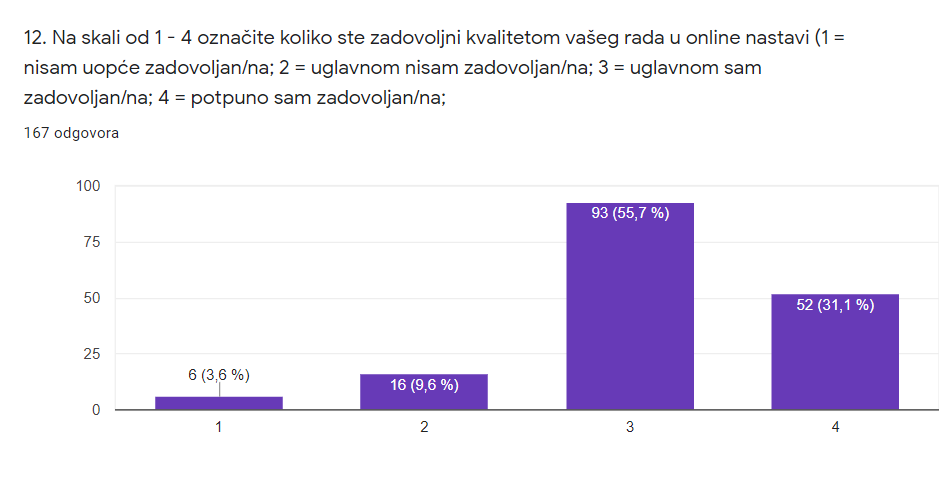 12. Na skali od 1 - 4 označite koliko ste zadovoljni kvalitetom vašeg rada u online nastavi (1 =
nisam uopće zadovoljan/na; 2 = uglavnom nisam zadovoljan/na; 3 = uglavnom sam
zadovoljan/na; 4 = potpuno sam zadovoljan/na;
167 odgovora
100
75
50
25
0
6 (3,6 %)
16 (9,6 %)
93 (55,7 %)
52 (31,1 %)
1
2
3
4